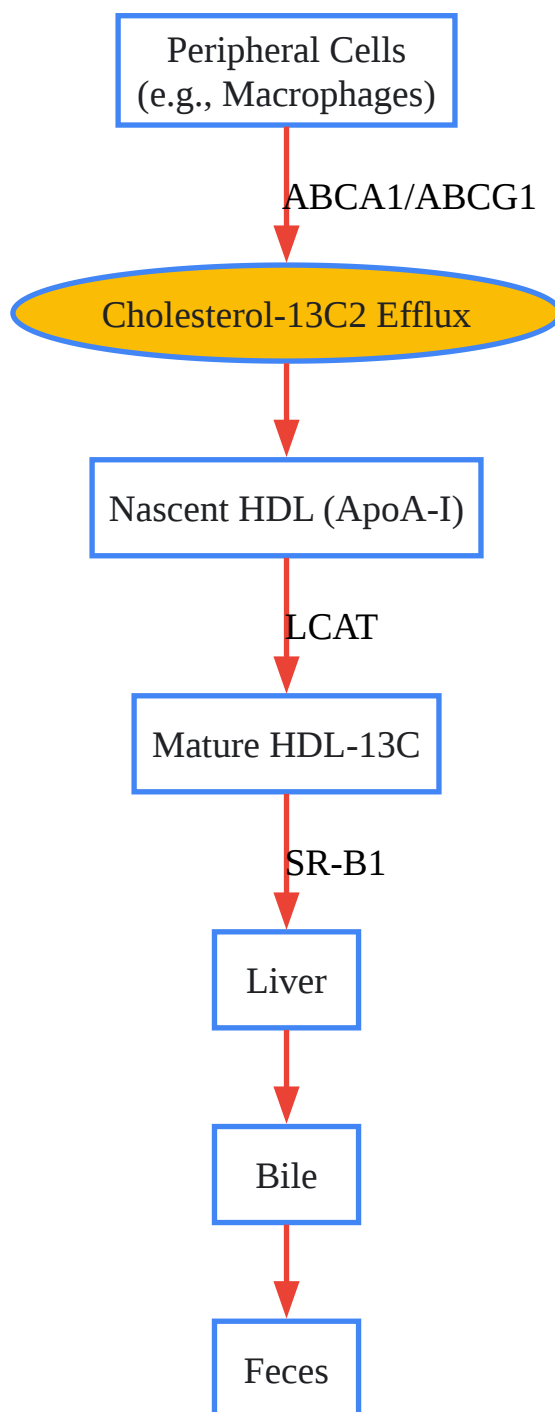 Peripheral Cells
(e.g., Macrophages)
ABCA1/ABCG1
Cholesterol-13C2 Efflux
Nascent HDL (ApoA-I)
LCAT
Mature HDL-13C
SR-B1
Liver
Bile
Feces